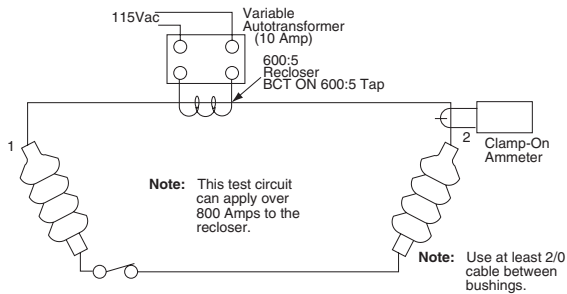 115Vac
Variable
Autotransformer
(10 Amp)
600:5
Recloser
BCT ON 600:5 Tap
1
2
Clamp-On
Ammeter
Note: This test circuit
can apply over
800 Amps to the
recloser.
Note: Use at least 2/0
cable between
bushings.